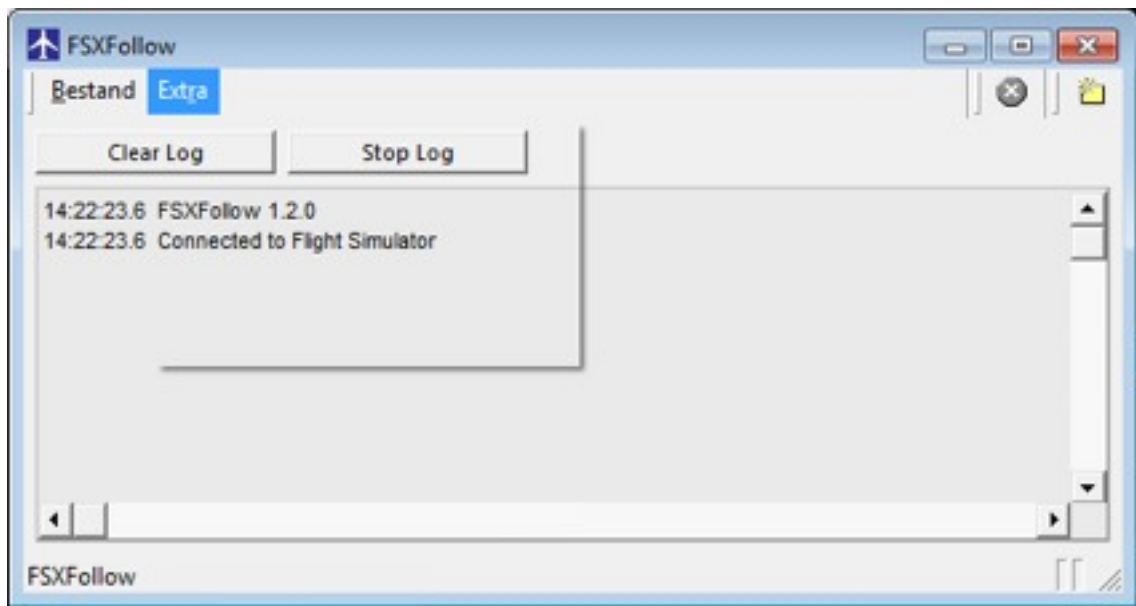 FSXFollow
Bestand Extra
Clear Log Stop Log
14:22:23.6 FSXFollow 1.2.0
14:22:23.6 Connected to Flight Simulator
FSXFollow